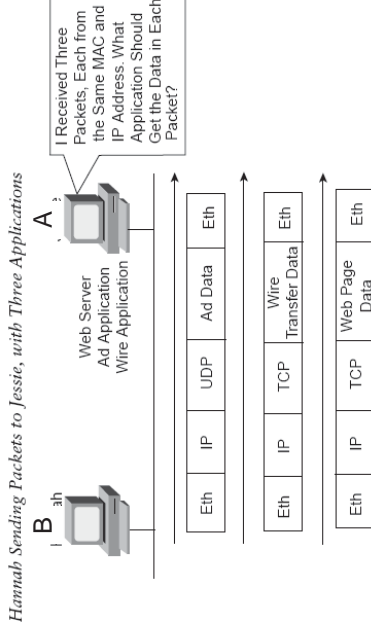 Hannah Sending Packets to Jessie, with Three Applications
B
A
ah
I Received Three
Packets, Each from
the Same MAC and
IP Address. What
Application Should
Get the Data in Each
Packet?
Web Server
Ad Application
Wire Application
Eth IP UDP Ad Data Eth
Eth IP TCP Wire
Transfer Data Eth
Eth IP TCP Web Page
Data Eth